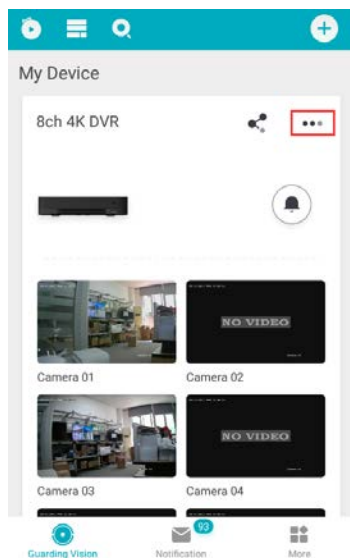 My Device
8ch 4K DVR
NO VIDEO
Camera 01
Camera 02
NO VIDEO
Camera 03
Camera 04
93
Guarding Vision
Notification
More